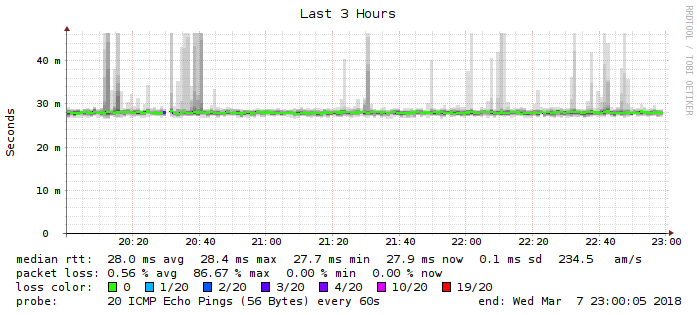 Last 3 Hours
RRDTOOL / TOBI OETIKER
Seconds
40 m
30 m
20 m
10 m
0
20:20 20:40 21:00 21:20 21:40 22:00 22:20 22:40 23:00
median rtt: 28.0 ms avg 28.4 ms max 27.7 ms min 27.9 ms now 0.1 ms sd 234.5 am/s
packet loss: 0.56 % avg 86.67 % max 0.00 % min 0.00 % now
loss color: 0 1/20 2/20 3/20 4/20 10/20 19/20
probe: 20 ICMP Echo Pings (56 Bytes) every 60s end: Wed Mar 7 23:00:05 2018